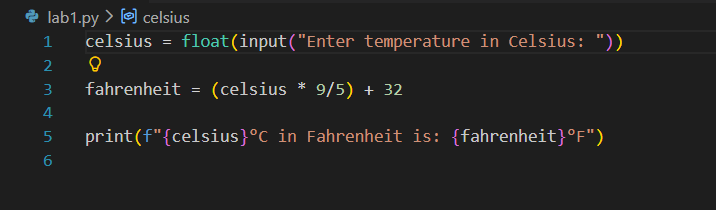 lab1.py > celsius
1 celsius = float(input("Enter temperature in Celsius: "))
2
3 fahrenheit = (celsius * 9/5) + 32
4
5 print(f"{celsius}°C in Fahrenheit is: {fahrenheit}°F")
6